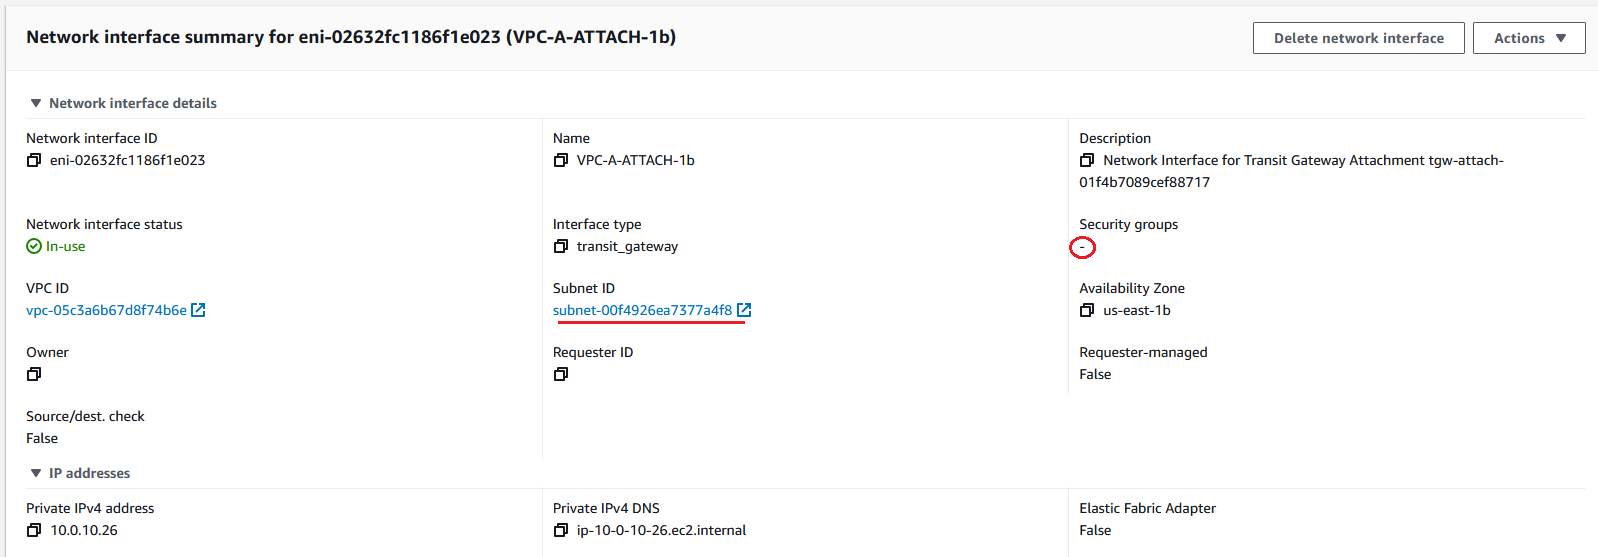 Network interface summary for eni-02632fc1186f1e023 (VPC-A-ATTACH-1b)
Delete network interface
Actions
Network interface details
Network interface ID
eni-02632fc1186f1e023
Name
VPC-A-ATTACH-1b
Description
Network Interface for Transit Gateway Attachment tgw-attach-
01f4b7089cef88717
Network interface status
In-use
Interface type
transit_gateway
Security groups
-
VPC ID
vpc-05c3a6b67d8f74b6e
Subnet ID
subnet-00f4926ea7377a4f8
Availability Zone
us-east-1b
Owner
Requester ID
Requester-managed
False
Source/dest. check
False
IP addresses
Private IPv4 address
10.0.10.26
Private IPv4 DNS
ip-10-0-10-26.ec2.internal
Elastic Fabric Adapter
False